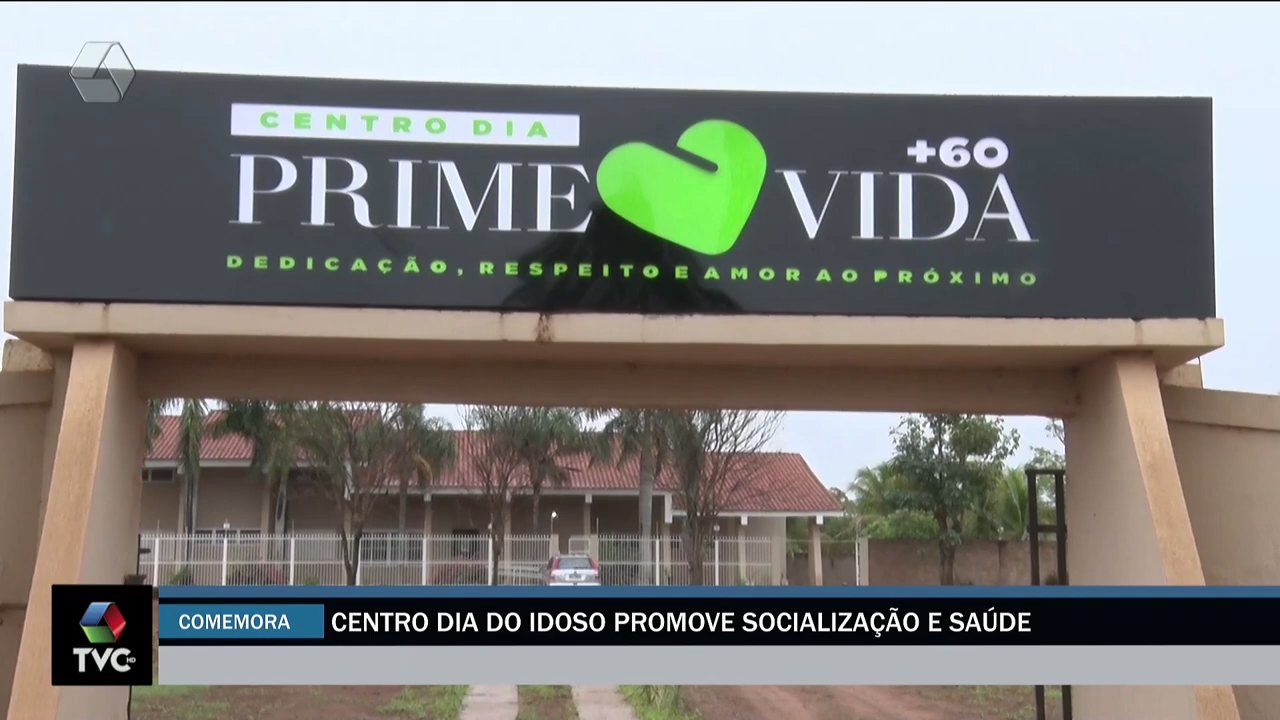 CENTRO DIA
PRIME VIDA +60
DEDICAÇÃO, RESPEITO E AMOR AO PRÓXIMO
COMEMORA
CENTRO DIA DO IDOSO PROMOVE SOCIALIZAÇÃO E SAÚDE
TVC HD